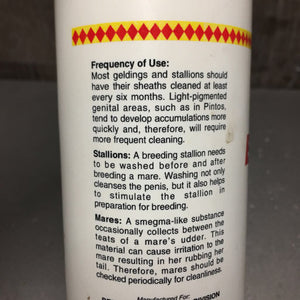 Frequency of Use:
Most geldings and stallions should
have their sheaths cleaned at least
every six months. Light-pigmented
genital areas, such as in Pintos,
tend to develop accumulations more
quickly and, therefore, will require
more frequent cleaning.
Stallions: A breeding stallion needs
to be washed before and after
breeding a mare. Washing not only
cleanses the penis, but it also helps
to stimulate the stallion in
preparation for breeding.
Mares: A smegma-like substance
occasionally collects between the
teats of a mare's udder. This
material can cause irritation to the
mare resulting in her rubbing her
tail. Therefore, mares should be
checked periodically for cleanliness.
Manufactured For: